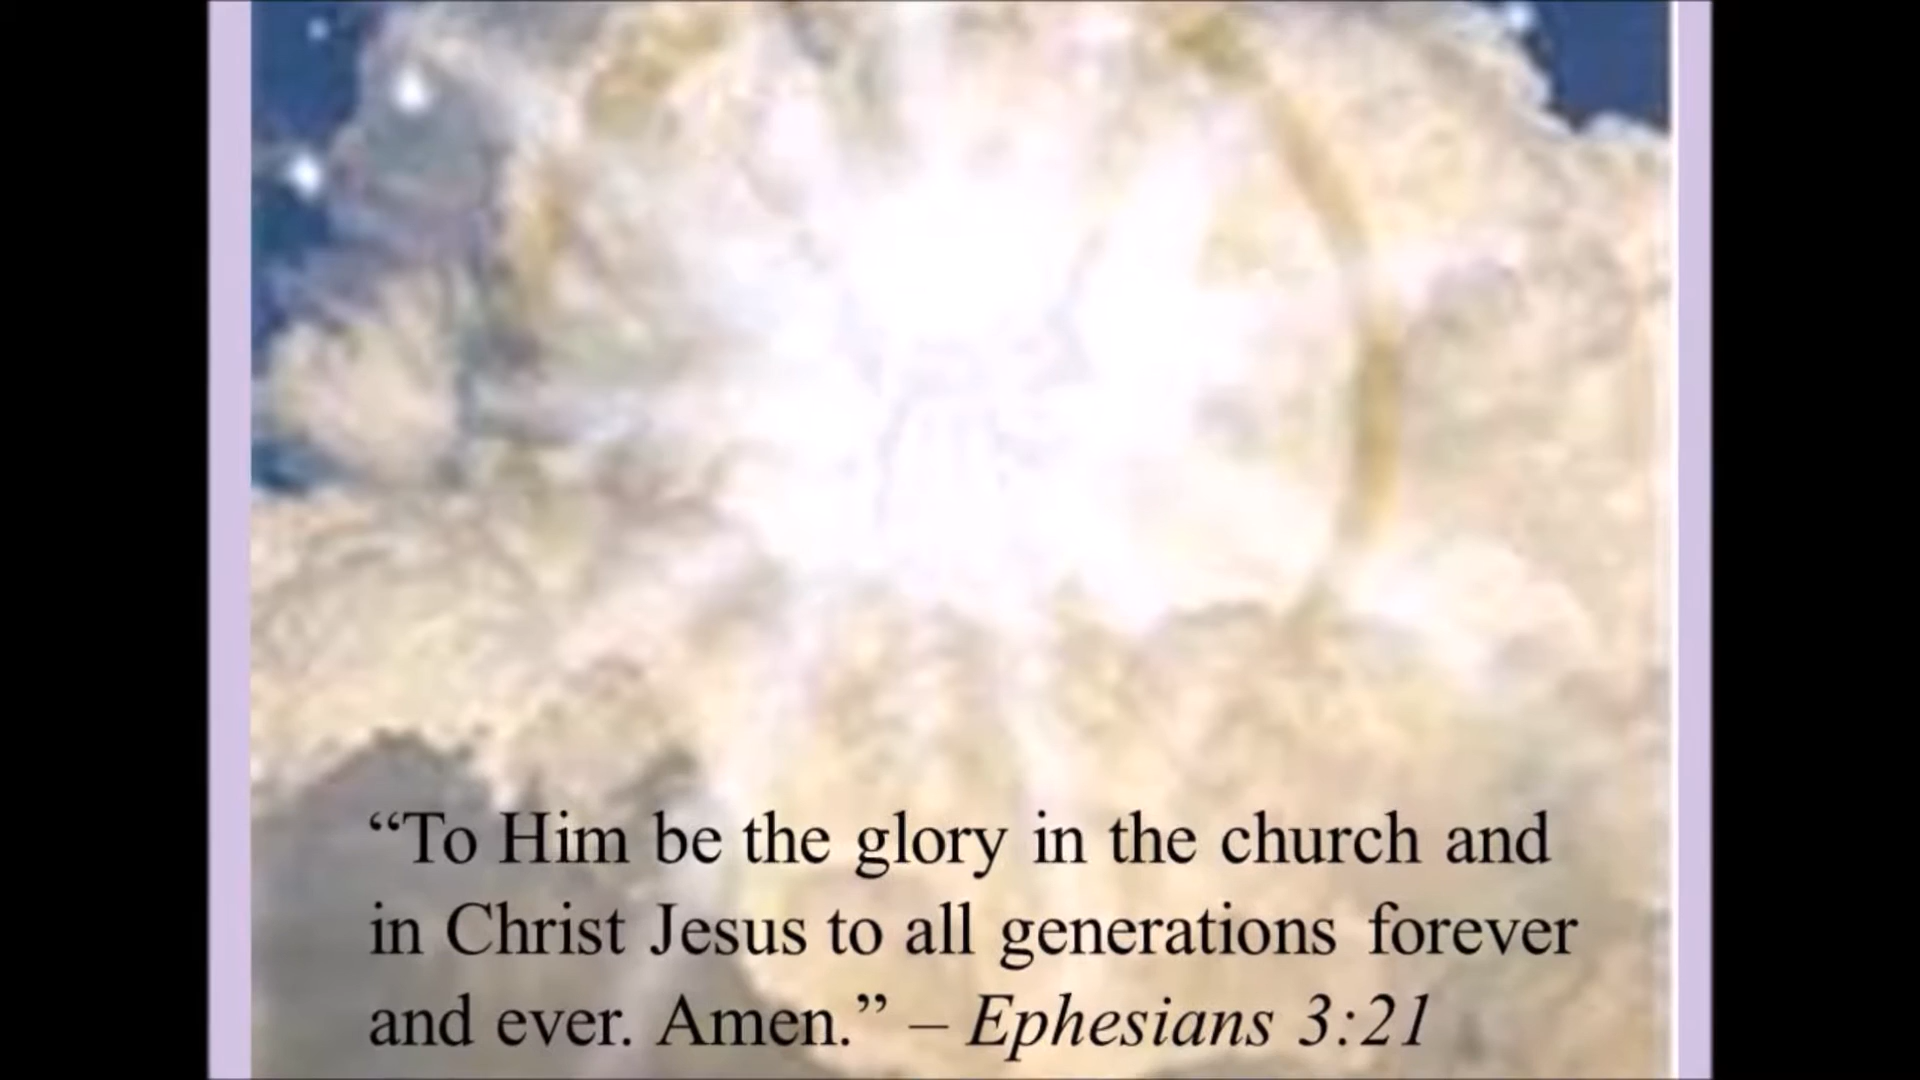 “To Him be the glory in the church and
in Christ Jesus to all generations forever
and ever. Amen.” – Ephesians 3:21